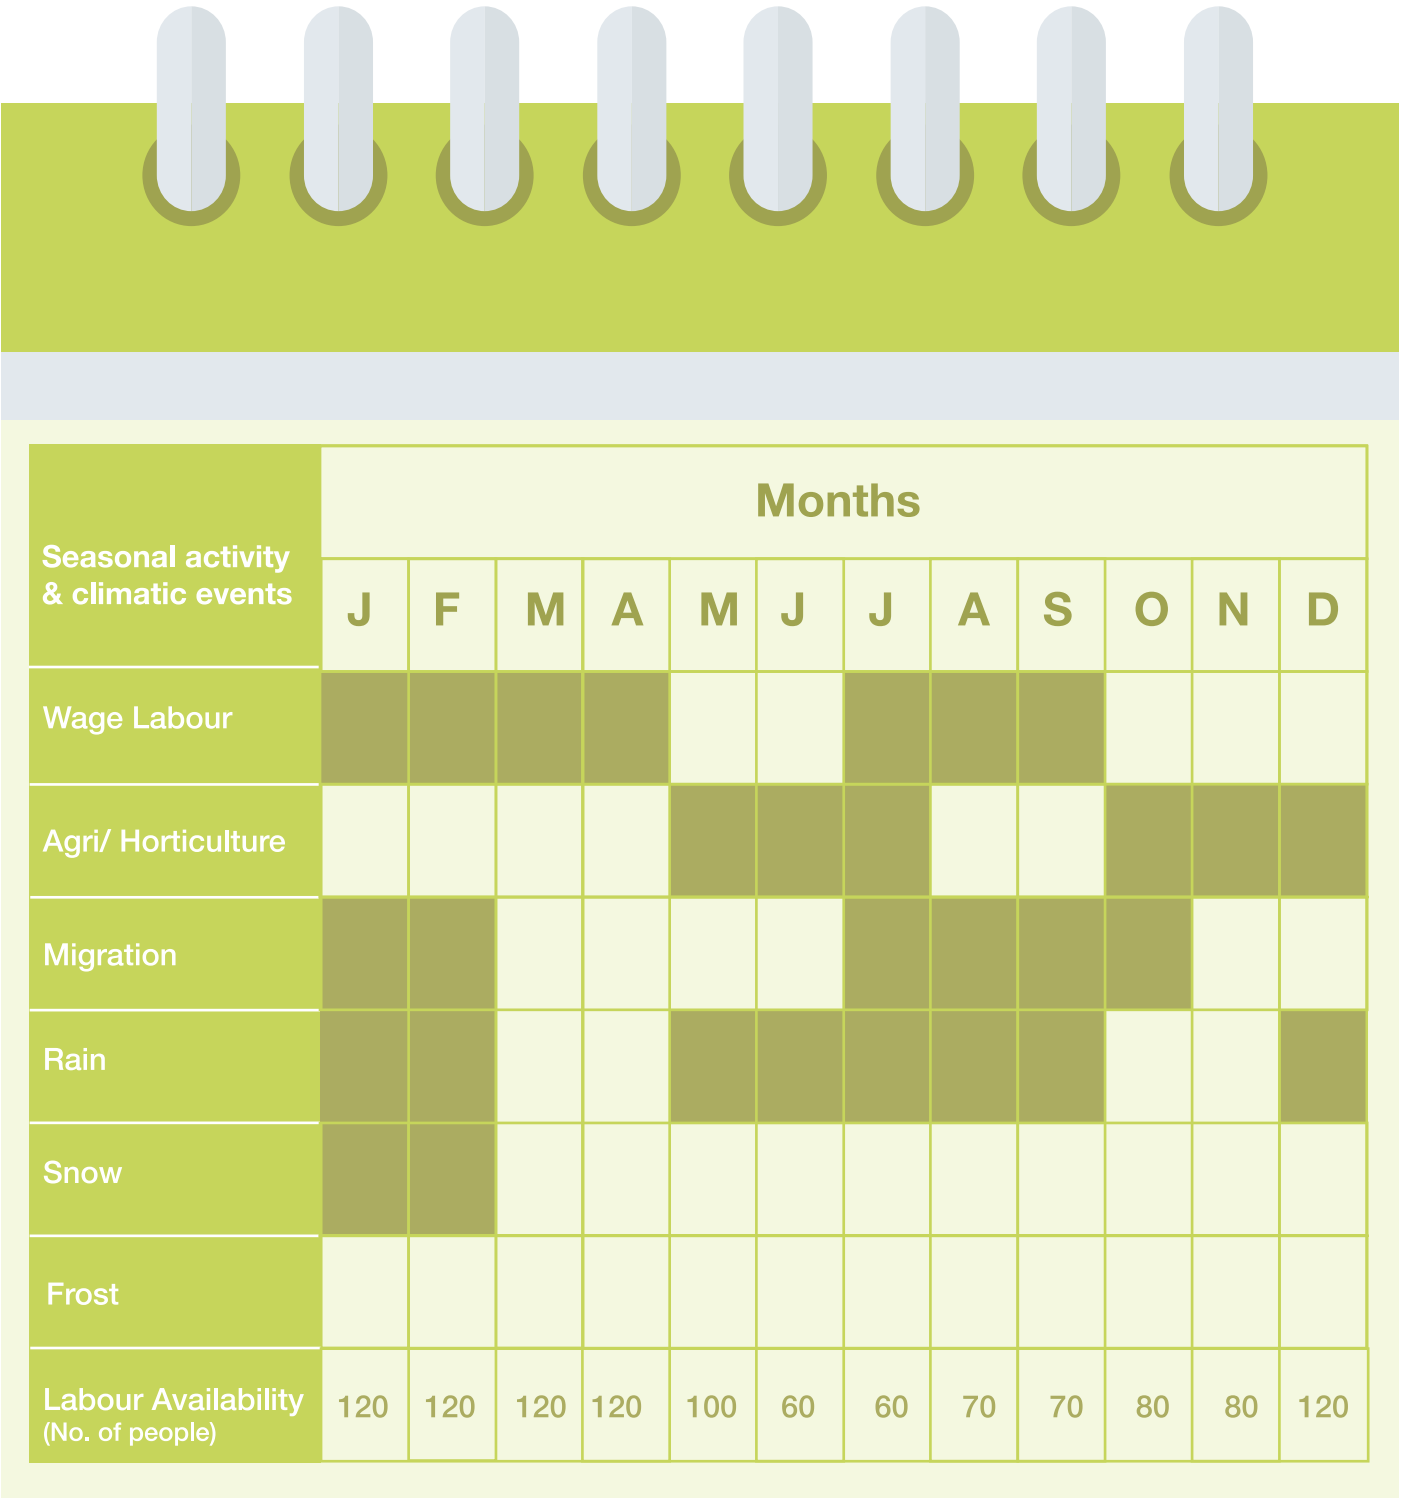 Months
Seasonal activity
& climatic events
J F M A M J J A S O N D
Wage Labour
Agri/ Horticulture
Migration
Rain
Snow
Frost
Labour Availability
(No. of people)
120 120 120 120 100 60 60 70 70 80 80 120